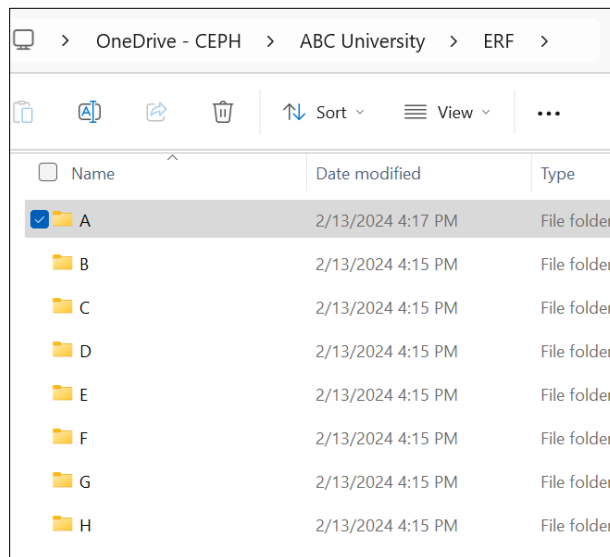 OneDrive - CEPH > ABC University > ERF >
Sort View
Name Date modified Type
A 2/13/2024 4:17 PM File folder
B 2/13/2024 4:15 PM File folder
C 2/13/2024 4:15 PM File folder
D 2/13/2024 4:15 PM File folder
E 2/13/2024 4:15 PM File folder
F 2/13/2024 4:15 PM File folder
G 2/13/2024 4:15 PM File folder
H 2/13/2024 4:15 PM File folder